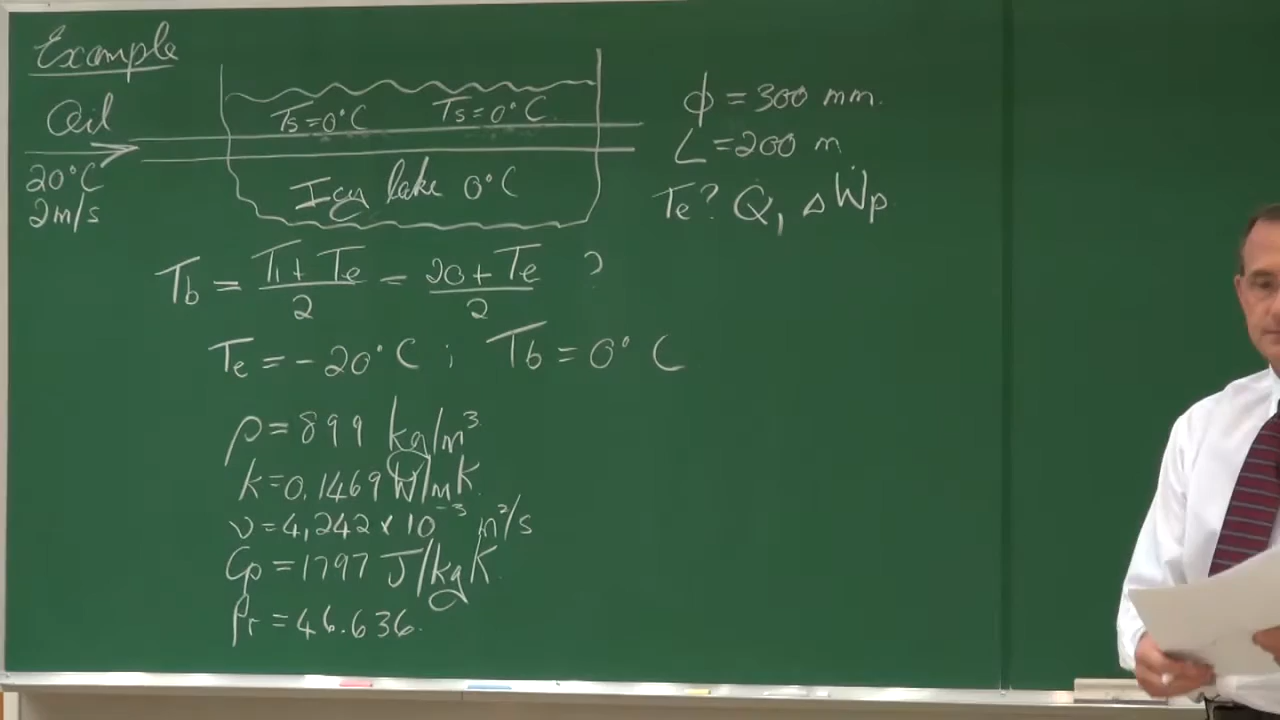 Example
Oil
20°C
2m/s
Ts=0°C Ts=0°C
Icy lake 0°C
ϕ = 300 mm.
L = 200 m
Te? Q̇, ΔẆp
Tb = (Ti + Te)/2 = (20 + Te)/2 ?
Te = -20°C ; Tb = 0°C
ρ = 899 kg/m³
k = 0.1469 W/mK.
ν = 4,242 × 10⁻³ m²/s
Cp = 1797 J/kgK.
Pr = 46.636.